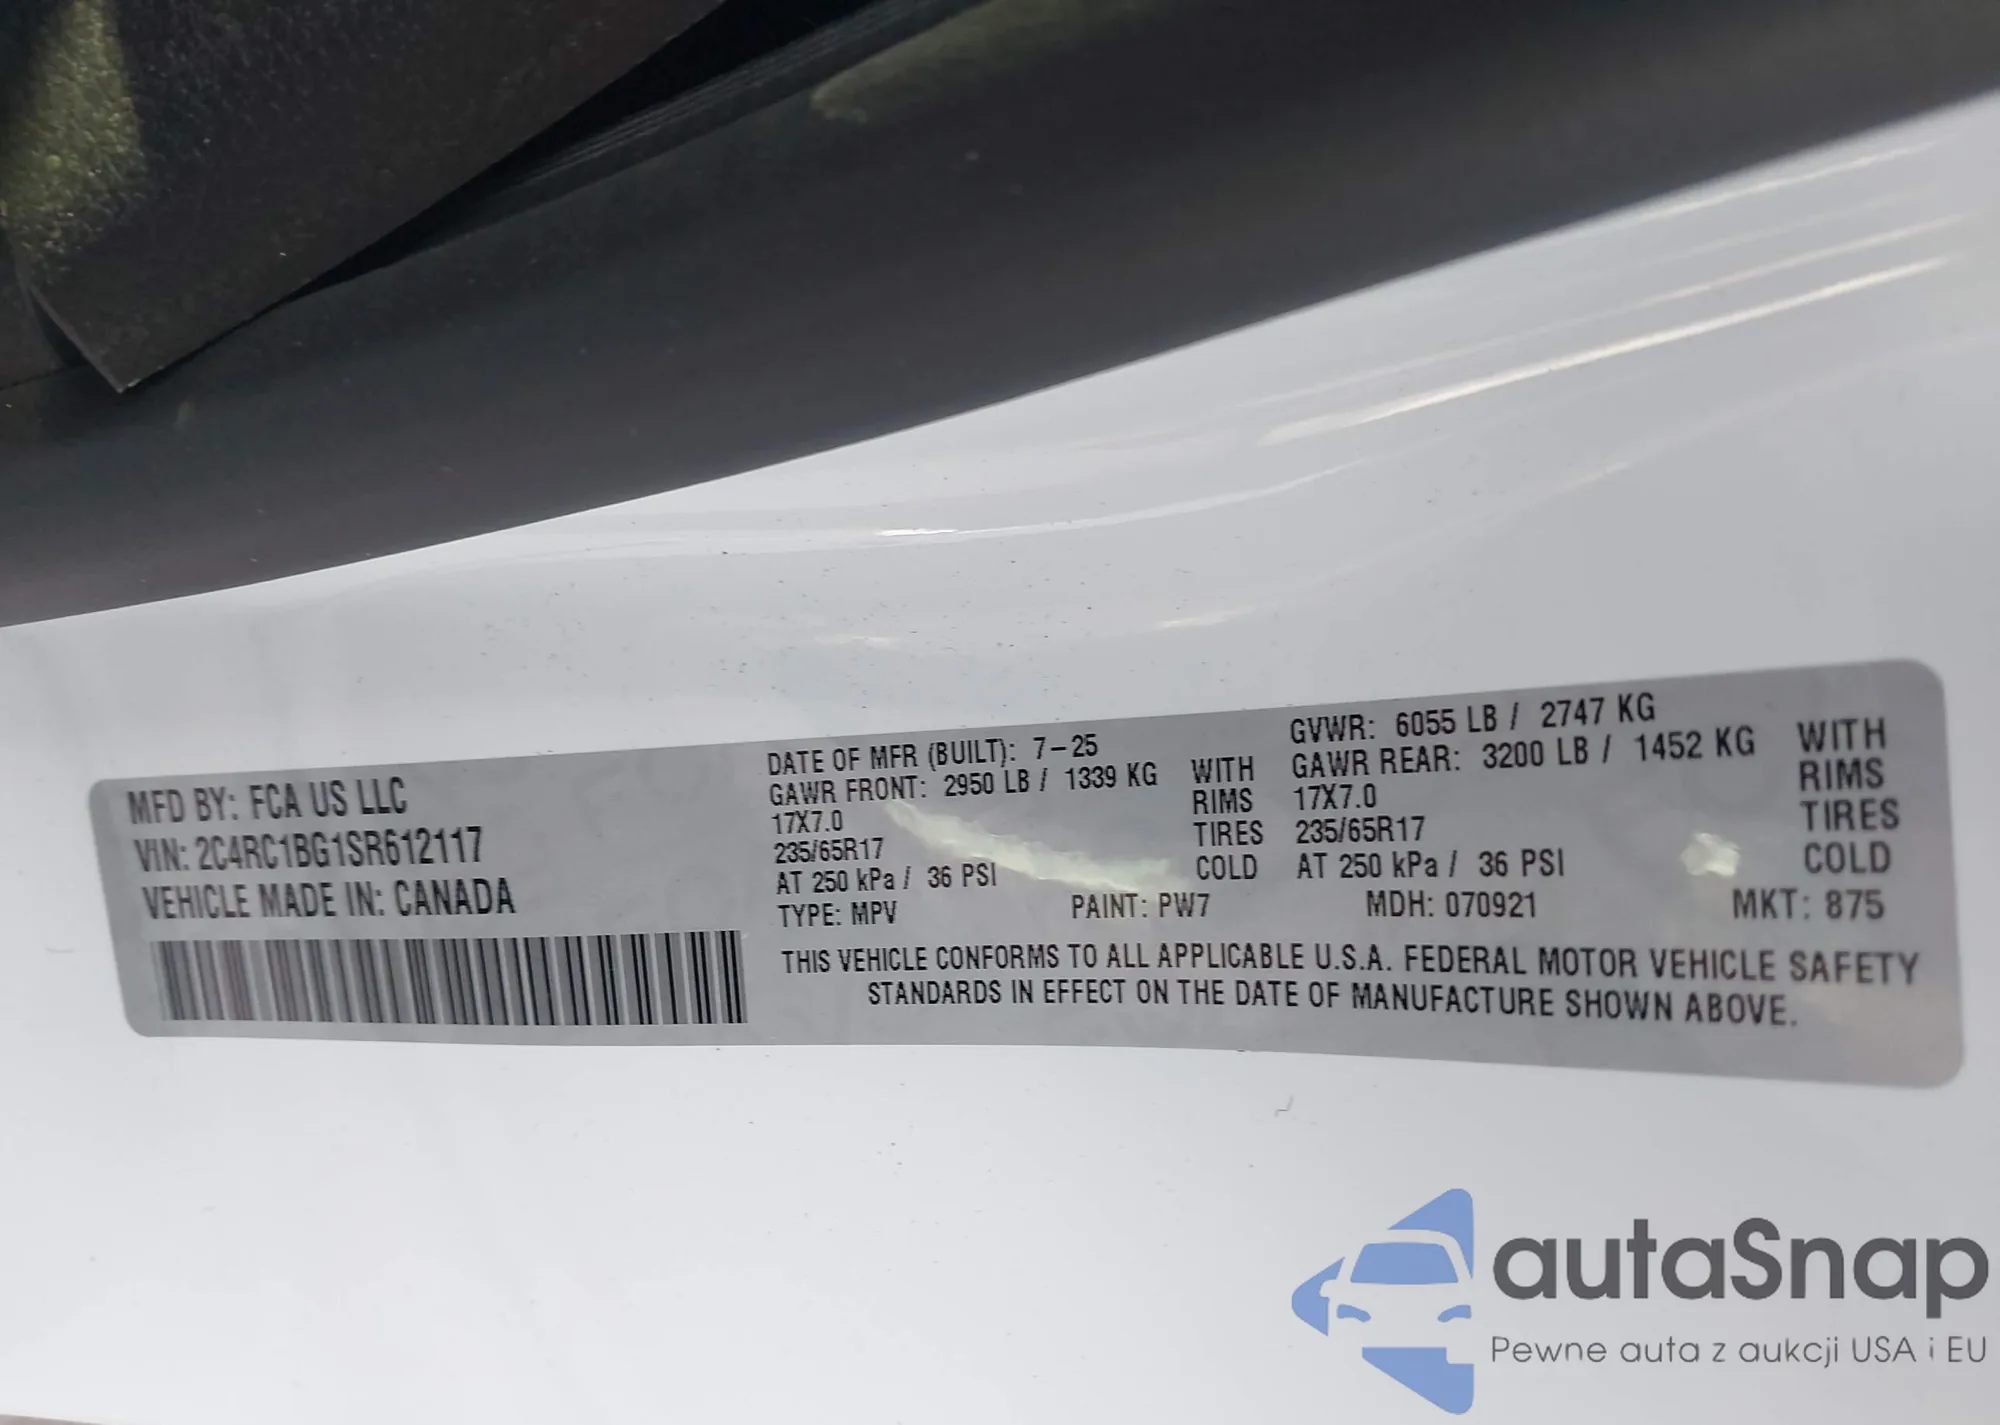 MFD BY: FCA US LLC
VIN: 2C4RC1BG1SR612117
VEHICLE MADE IN: CANADA
DATE OF MFR (BUILT): 7-25
GAWR FRONT: 2950 LB / 1339 KG WITH
17X7.0 RIMS
235/65R17 TIRES
AT 250 kPa / 36 PSI COLD
GVWR: 6055 LB / 2747 KG
GAWR REAR: 3200 LB / 1452 KG WITH
17X7.0 RIMS
235/65R17 TIRES
AT 250 kPa / 36 PSI COLD
TYPE: MPV PAINT: PW7 MDH: 070921 MKT: 875
THIS VEHICLE CONFORMS TO ALL APPLICABLE U.S.A. FEDERAL MOTOR VEHICLE SAFETY
STANDARDS IN EFFECT ON THE DATE OF MANUFACTURE SHOWN ABOVE.
autaSnap
Pewne auta z aukcji USA i EU